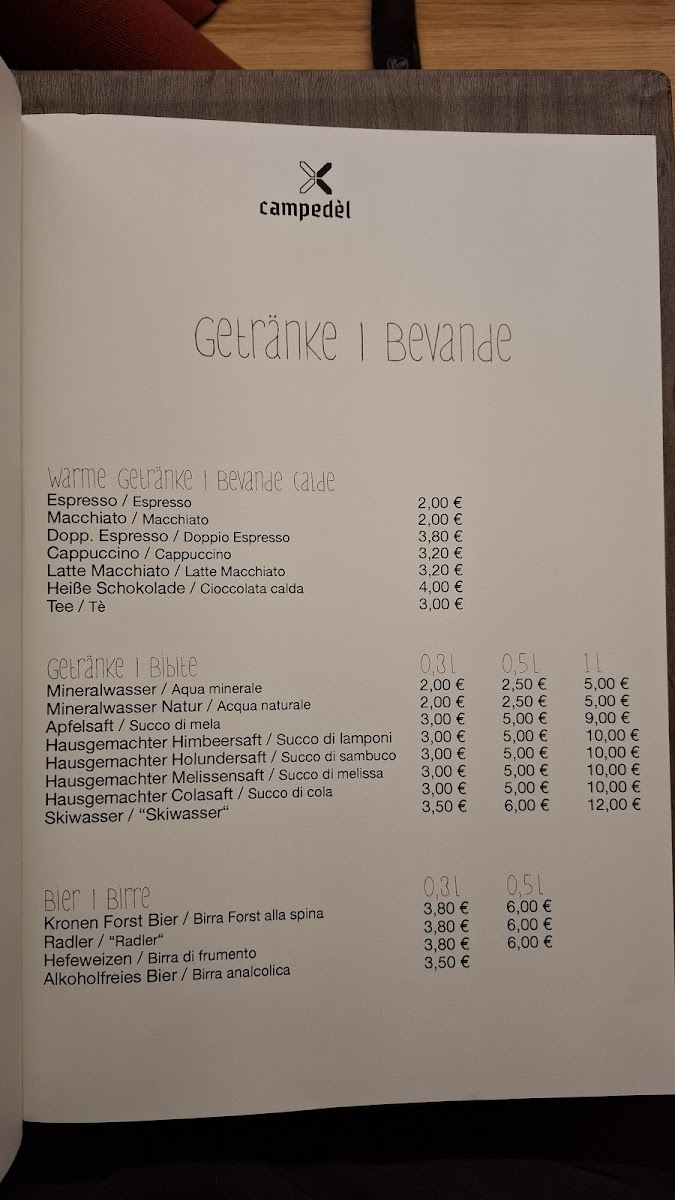 campedèl
Getränke | Bevande
Warme Getränke | Bevande Calde
Espresso / Espresso 2,00 €
Macchiato / Macchiato 2,00 €
Dopp. Espresso / Doppio Espresso 3,80 €
Cappuccino / Cappuccino 3,20 €
Latte Macchiato / Latte Macchiato 3,20 €
Heiße Schokolade / Cioccolata calda 4,00 €
Tee / Tè 3,00 €
Getränke | Bibite 0,3 L 0,5 L 1 L
Mineralwasser / Aqua minerale 2,00 € 2,50 € 5,00 €
Mineralwasser Natur / Acqua naturale 2,00 € 2,50 € 5,00 €
Apfelsaft / Succo di mela 3,00 € 5,00 € 9,00 €
Hausgemachter Himbeersaft / Succo di lamponi 3,00 € 5,00 € 10,00 €
Hausgemachter Holundersaft / Succo di sambuco 3,00 € 5,00 € 10,00 €
Hausgemachter Melissensaft / Succo di melissa 3,00 € 5,00 € 10,00 €
Hausgemachter Colasaft / Succo di cola 3,00 € 5,00 € 10,00 €
Skiwasser / “Skiwasser“ 3,50 € 6,00 € 12,00 €
Bier | Birre 0,3 L 0,5 L
Kronen Forst Bier / Birra Forst alla spina 3,80 € 6,00 €
Radler / “Radler“ 3,80 € 6,00 €
Hefeweizen / Birra di frumento 3,80 € 6,00 €
Alkoholfreies Bier / Birra analcolica 3,50 €